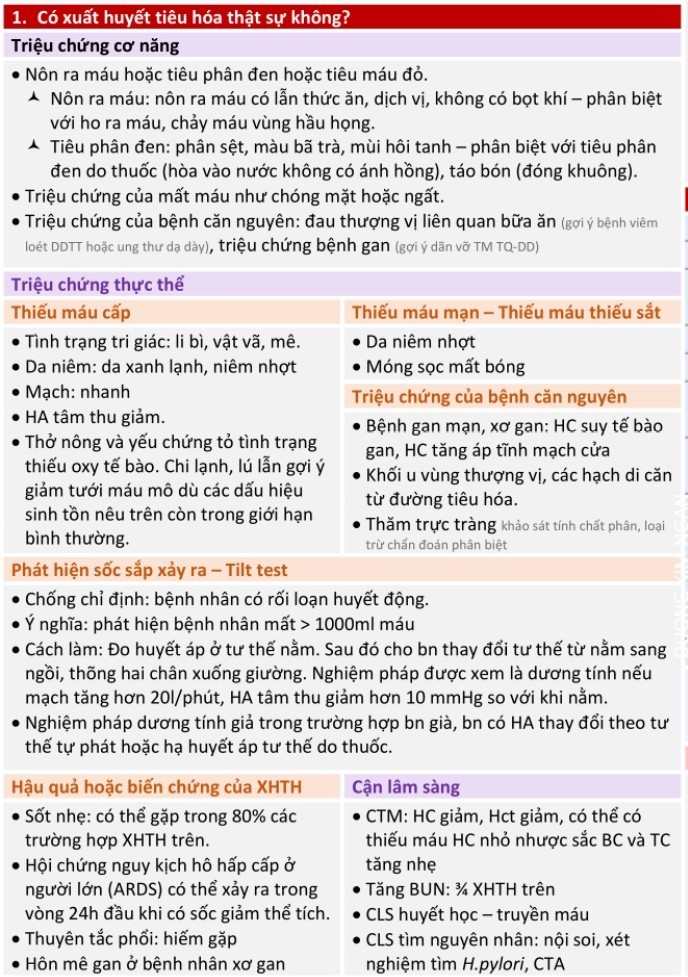 1. Có xuất huyết tiêu hóa thật sự không?
Triệu chứng cơ năng
• Nôn ra máu hoặc tiêu phân đen hoặc tiêu máu đỏ.
⋏ Nôn ra máu: nôn ra máu có lẫn thức ăn, dịch vị, không có bọt khí – phân biệt
với ho ra máu, chảy máu vùng hầu họng.
⋏ Tiêu phân đen: phân sệt, màu bã trà, mùi hôi tanh – phân biệt với tiêu phân
đen do thuốc (hòa vào nước không có ánh hồng), táo bón (đóng khuông).
• Triệu chứng của mất máu như chóng mặt hoặc ngất.
• Triệu chứng của bệnh căn nguyên: đau thượng vị liên quan bữa ăn (gợi ý bệnh viêm
loét DDTT hoặc ung thư dạ dày), triệu chứng bệnh gan (gợi ý dãn vỡ TM TQ-DD)
Triệu chứng thực thể
Thiếu máu cấp
• Tình trạng tri giác: li bì, vật vã, mê.
• Da niêm: da xanh lạnh, niêm nhợt
• Mạch: nhanh
• HA tâm thu giảm.
• Thở nông và yếu chứng tỏ tình trạng
thiếu oxy tế bào. Chi lạnh, lú lẫn gợi ý
giảm tưới máu mô dù các dấu hiệu
sinh tồn nêu trên còn trong giới hạn
bình thường.
Thiếu máu mạn – Thiếu máu thiếu sắt
• Da niêm nhợt
• Móng sọc mất bóng
Triệu chứng của bệnh căn nguyên
• Bệnh gan mạn, xơ gan: HC suy tế bào
gan, HC tăng áp tĩnh mạch cửa
• Khối u vùng thượng vị, các hạch di căn
từ đường tiêu hóa.
• Thăm trực tràng khảo sát tính chất phân, loại
trừ chẩn đoán phân biệt
Phát hiện sốc sắp xảy ra – Tilt test
• Chống chỉ định: bệnh nhân có rối loạn huyết động.
• Ý nghĩa: phát hiện bệnh nhân mất > 1000ml máu
• Cách làm: Đo huyết áp ở tư thế nằm. Sau đó cho bn thay đổi tư thế từ nằm sang
ngồi, thõng hai chân xuống giường. Nghiệm pháp được xem là dương tính nếu
mạch tăng hơn 20l/phút, HA tâm thu giảm hơn 10 mmHg so với khi nằm.
• Nghiệm pháp dương tính giả trong trường hợp bn già, bn có HA thay đổi theo tư
thế tự phát hoặc hạ huyết áp tư thế do thuốc.
Hậu quả hoặc biến chứng của XHTH
• Sốt nhẹ: có thể gặp trong 80% các
trường hợp XHTH trên.
• Hội chứng nguy kịch hô hấp cấp ở
người lớn (ARDS) có thể xảy ra trong
vòng 24h đầu khi có sốc giảm thể tích.
• Thuyên tắc phổi: hiếm gặp
• Hôn mê gan ở bệnh nhân xơ gan
Cận lâm sàng
• CTM: HC giảm, Hct giảm, có thể có
thiếu máu HC nhỏ nhược sắc BC và TC
tăng nhẹ
• Tăng BUN: ¾ XHTH trên
• CLS huyết học – truyền máu
• CLS tìm nguyên nhân: nội soi, xét
nghiệm tìm H.pylori, CTA